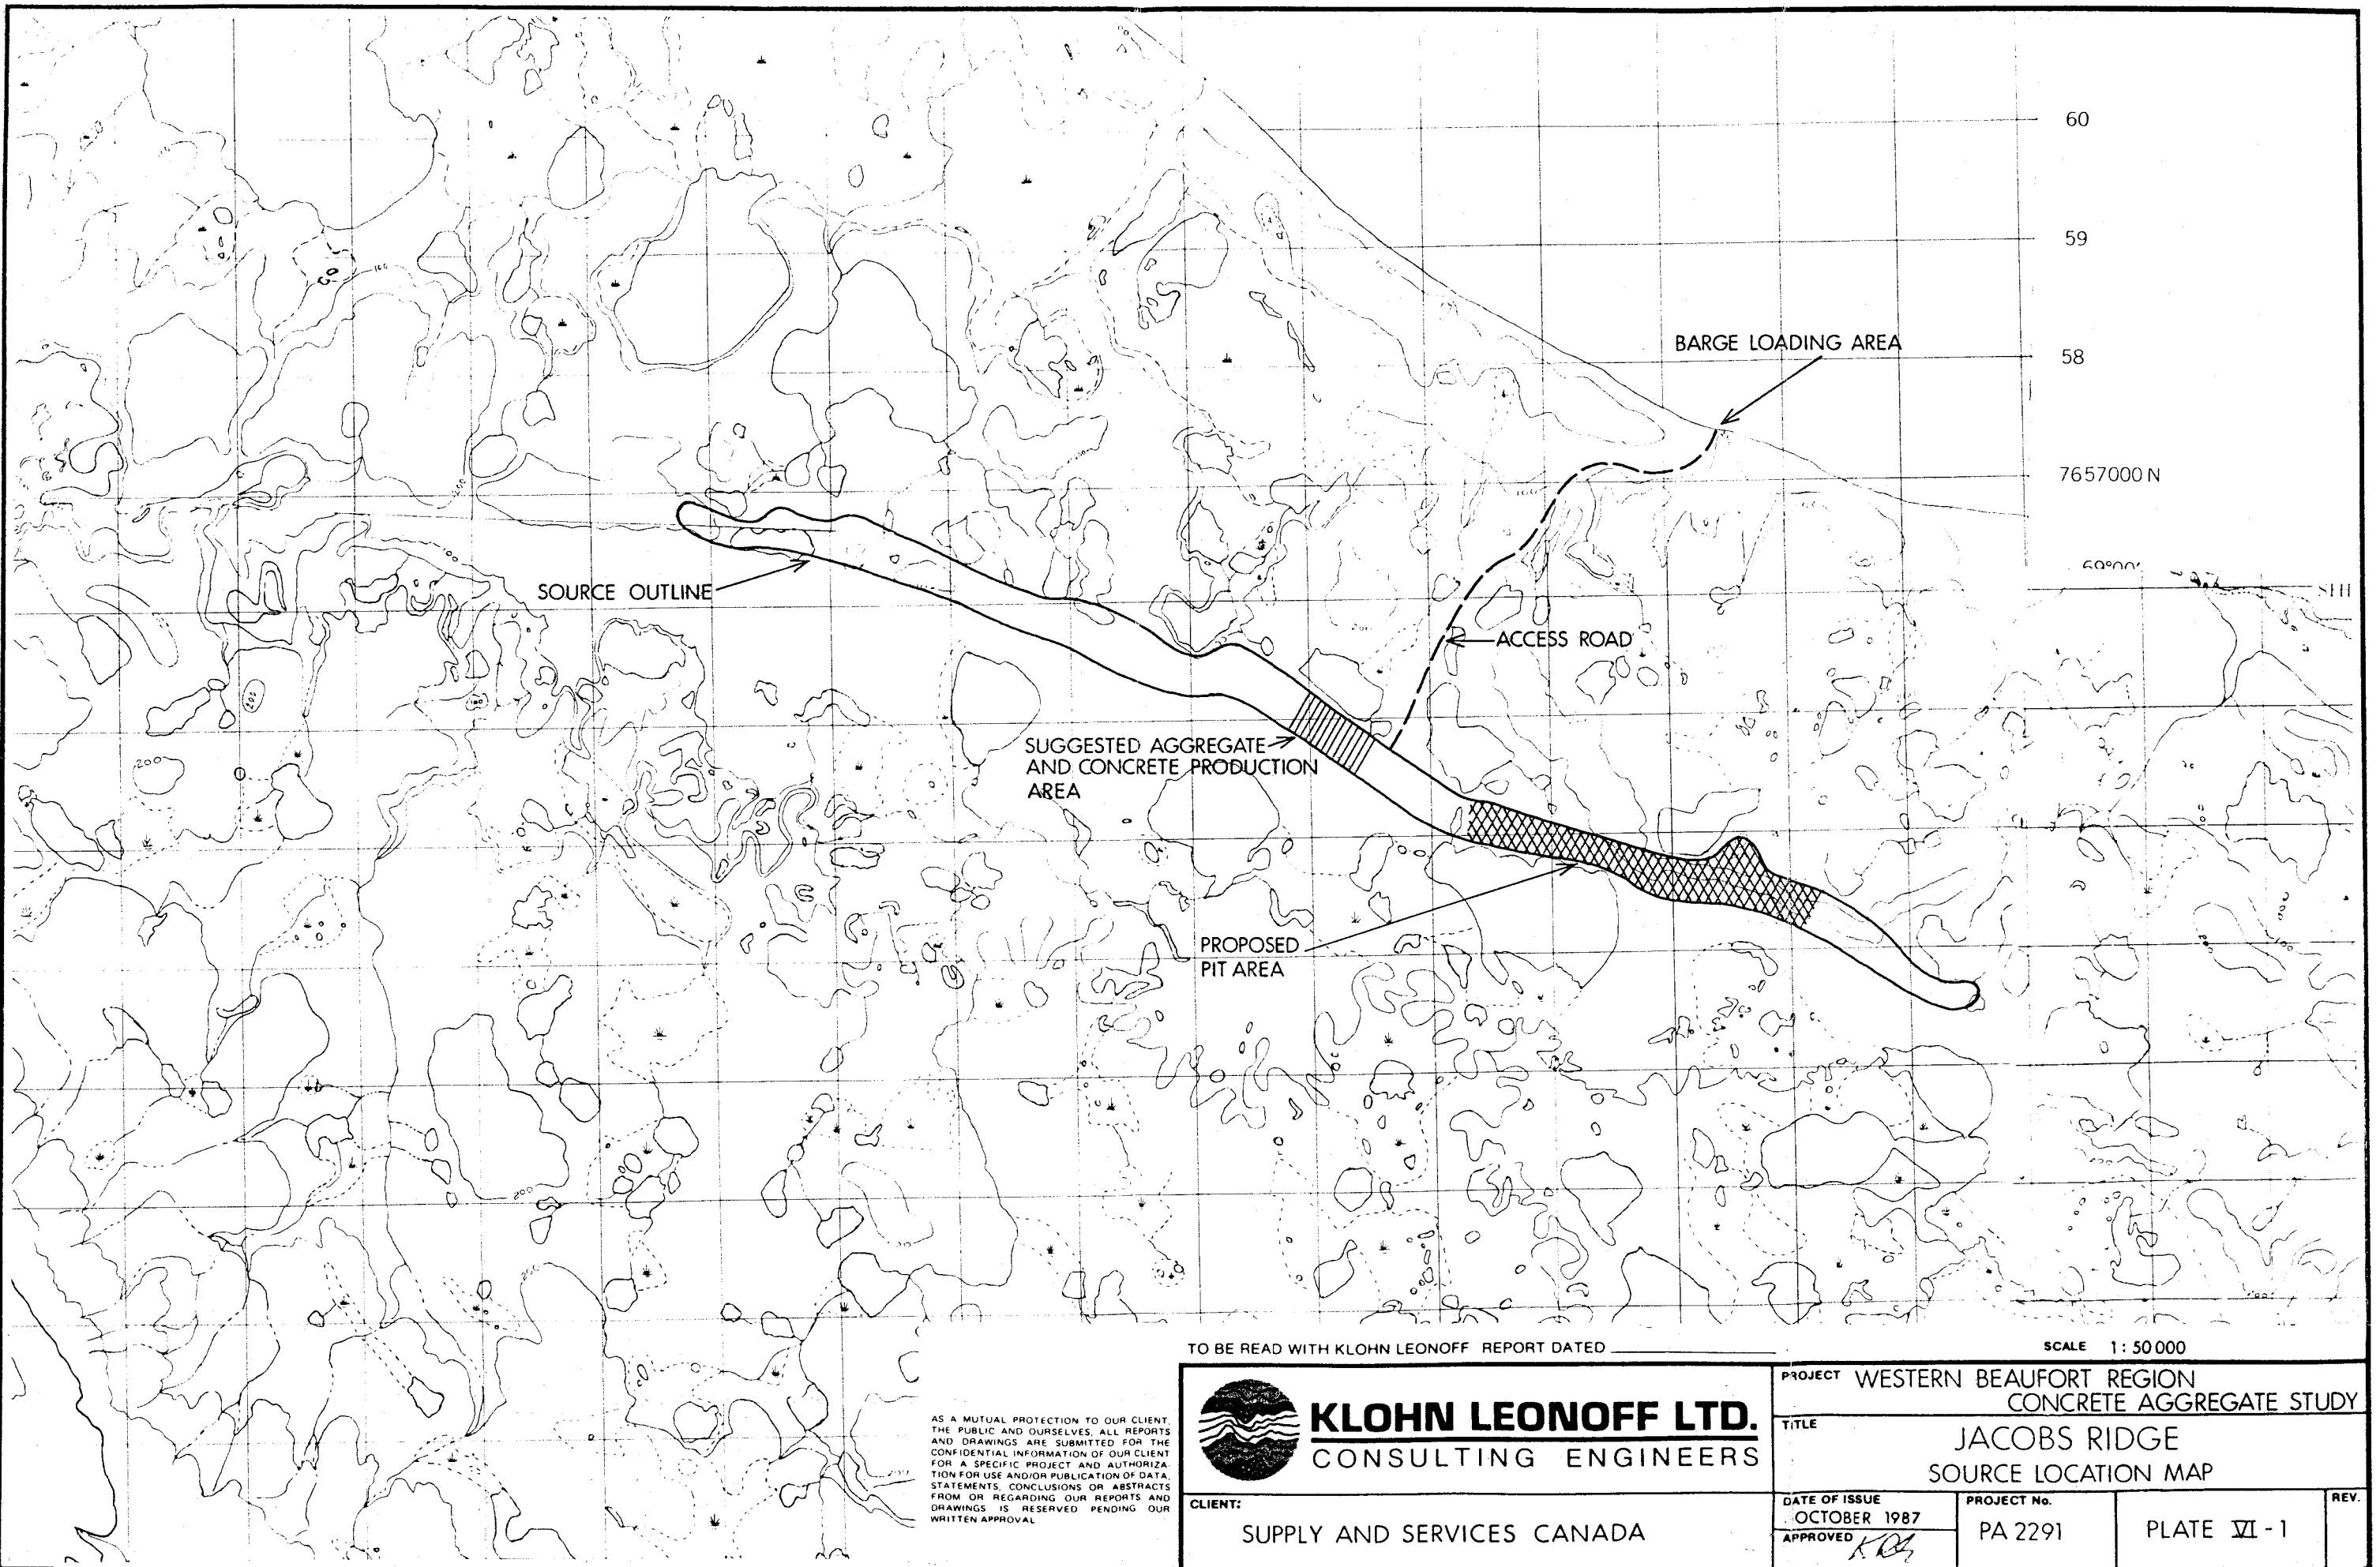 60
59
BARGE LOADING AREA
58
7657000 N
SOURCE OUTLINE
ACCESS ROAD
SUGGESTED AGGREGATE
AND CONCRETE PRODUCTION
AREA
200
PROPOSED
PIT AREA
TO BE READ WITH KLOHN LEONOFF REPORT DATED
SCALE 1 : 50 000
AS A MUTUAL PROTECTION TO OUR CLIENT,
THE PUBLIC AND OURSELVES, ALL REPORTS
AND DRAWINGS ARE SUBMITTED FOR THE
CONFIDENTIAL INFORMATION OF OUR CLIENT
FOR A SPECIFIC PROJECT AND AUTHORIZA-
TION FOR USE AND/OR PUBLICATION OF DATA,
STATEMENTS, CONCLUSIONS OR ABSTRACTS
FROM OR REGARDING OUR REPORTS AND
DRAWINGS IS RESERVED PENDING OUR
WRITTEN APPROVAL
KLOHN LEONOFF LTD.
CONSULTING ENGINEERS
CLIENT:
SUPPLY AND SERVICES CANADA
PROJECT WESTERN BEAUFORT REGION
CONCRETE AGGREGATE STUDY
TITLE
JACOBS RIDGE
SOURCE LOCATION MAP
DATE OF ISSUE
OCTOBER 1987
APPROVED
PROJECT No.
PA 2291
PLATE VI - 1
REV.